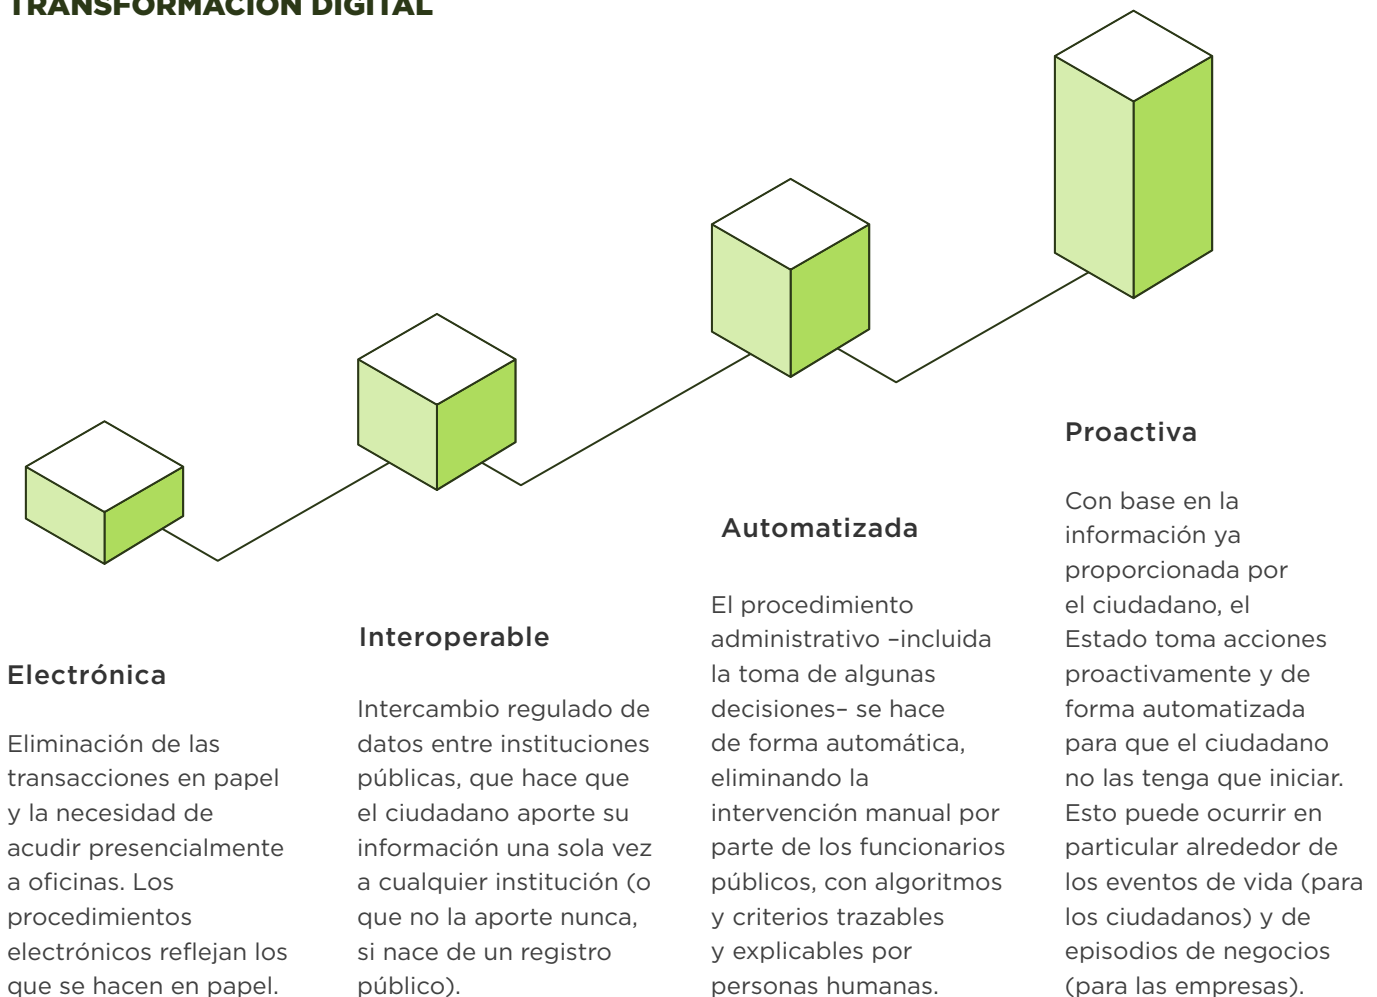 TRANSFORMACIÓN DIGITAL
Electrónica
Eliminación de las
transacciones en papel
y la necesidad de
acudir presencialmente
a oficinas. Los
procedimientos
electrónicos reflejan los
que se hacen en papel.
Interoperable
Intercambio regulado de
datos entre instituciones
públicas, que hace que
el ciudadano aporte su
información una sola vez
a cualquier institución (o
que no la aporte nunca,
si nace de un registro
público).
Automatizada
El procedimiento
administrativo –incluida
la toma de algunas
decisiones– se hace
de forma automática,
eliminando la
intervención manual por
parte de los funcionarios
públicos, con algoritmos
y criterios trazables
y explicables por
personas humanas.
Proactiva
Con base en la
información ya
proporcionada por
el ciudadano, el
Estado toma acciones
proactivamente y de
forma automatizada
para que el ciudadano
no las tenga que iniciar.
Esto puede ocurrir en
particular alrededor de
los eventos de vida (para
los ciudadanos) y de
episodios de negocios
(para las empresas).